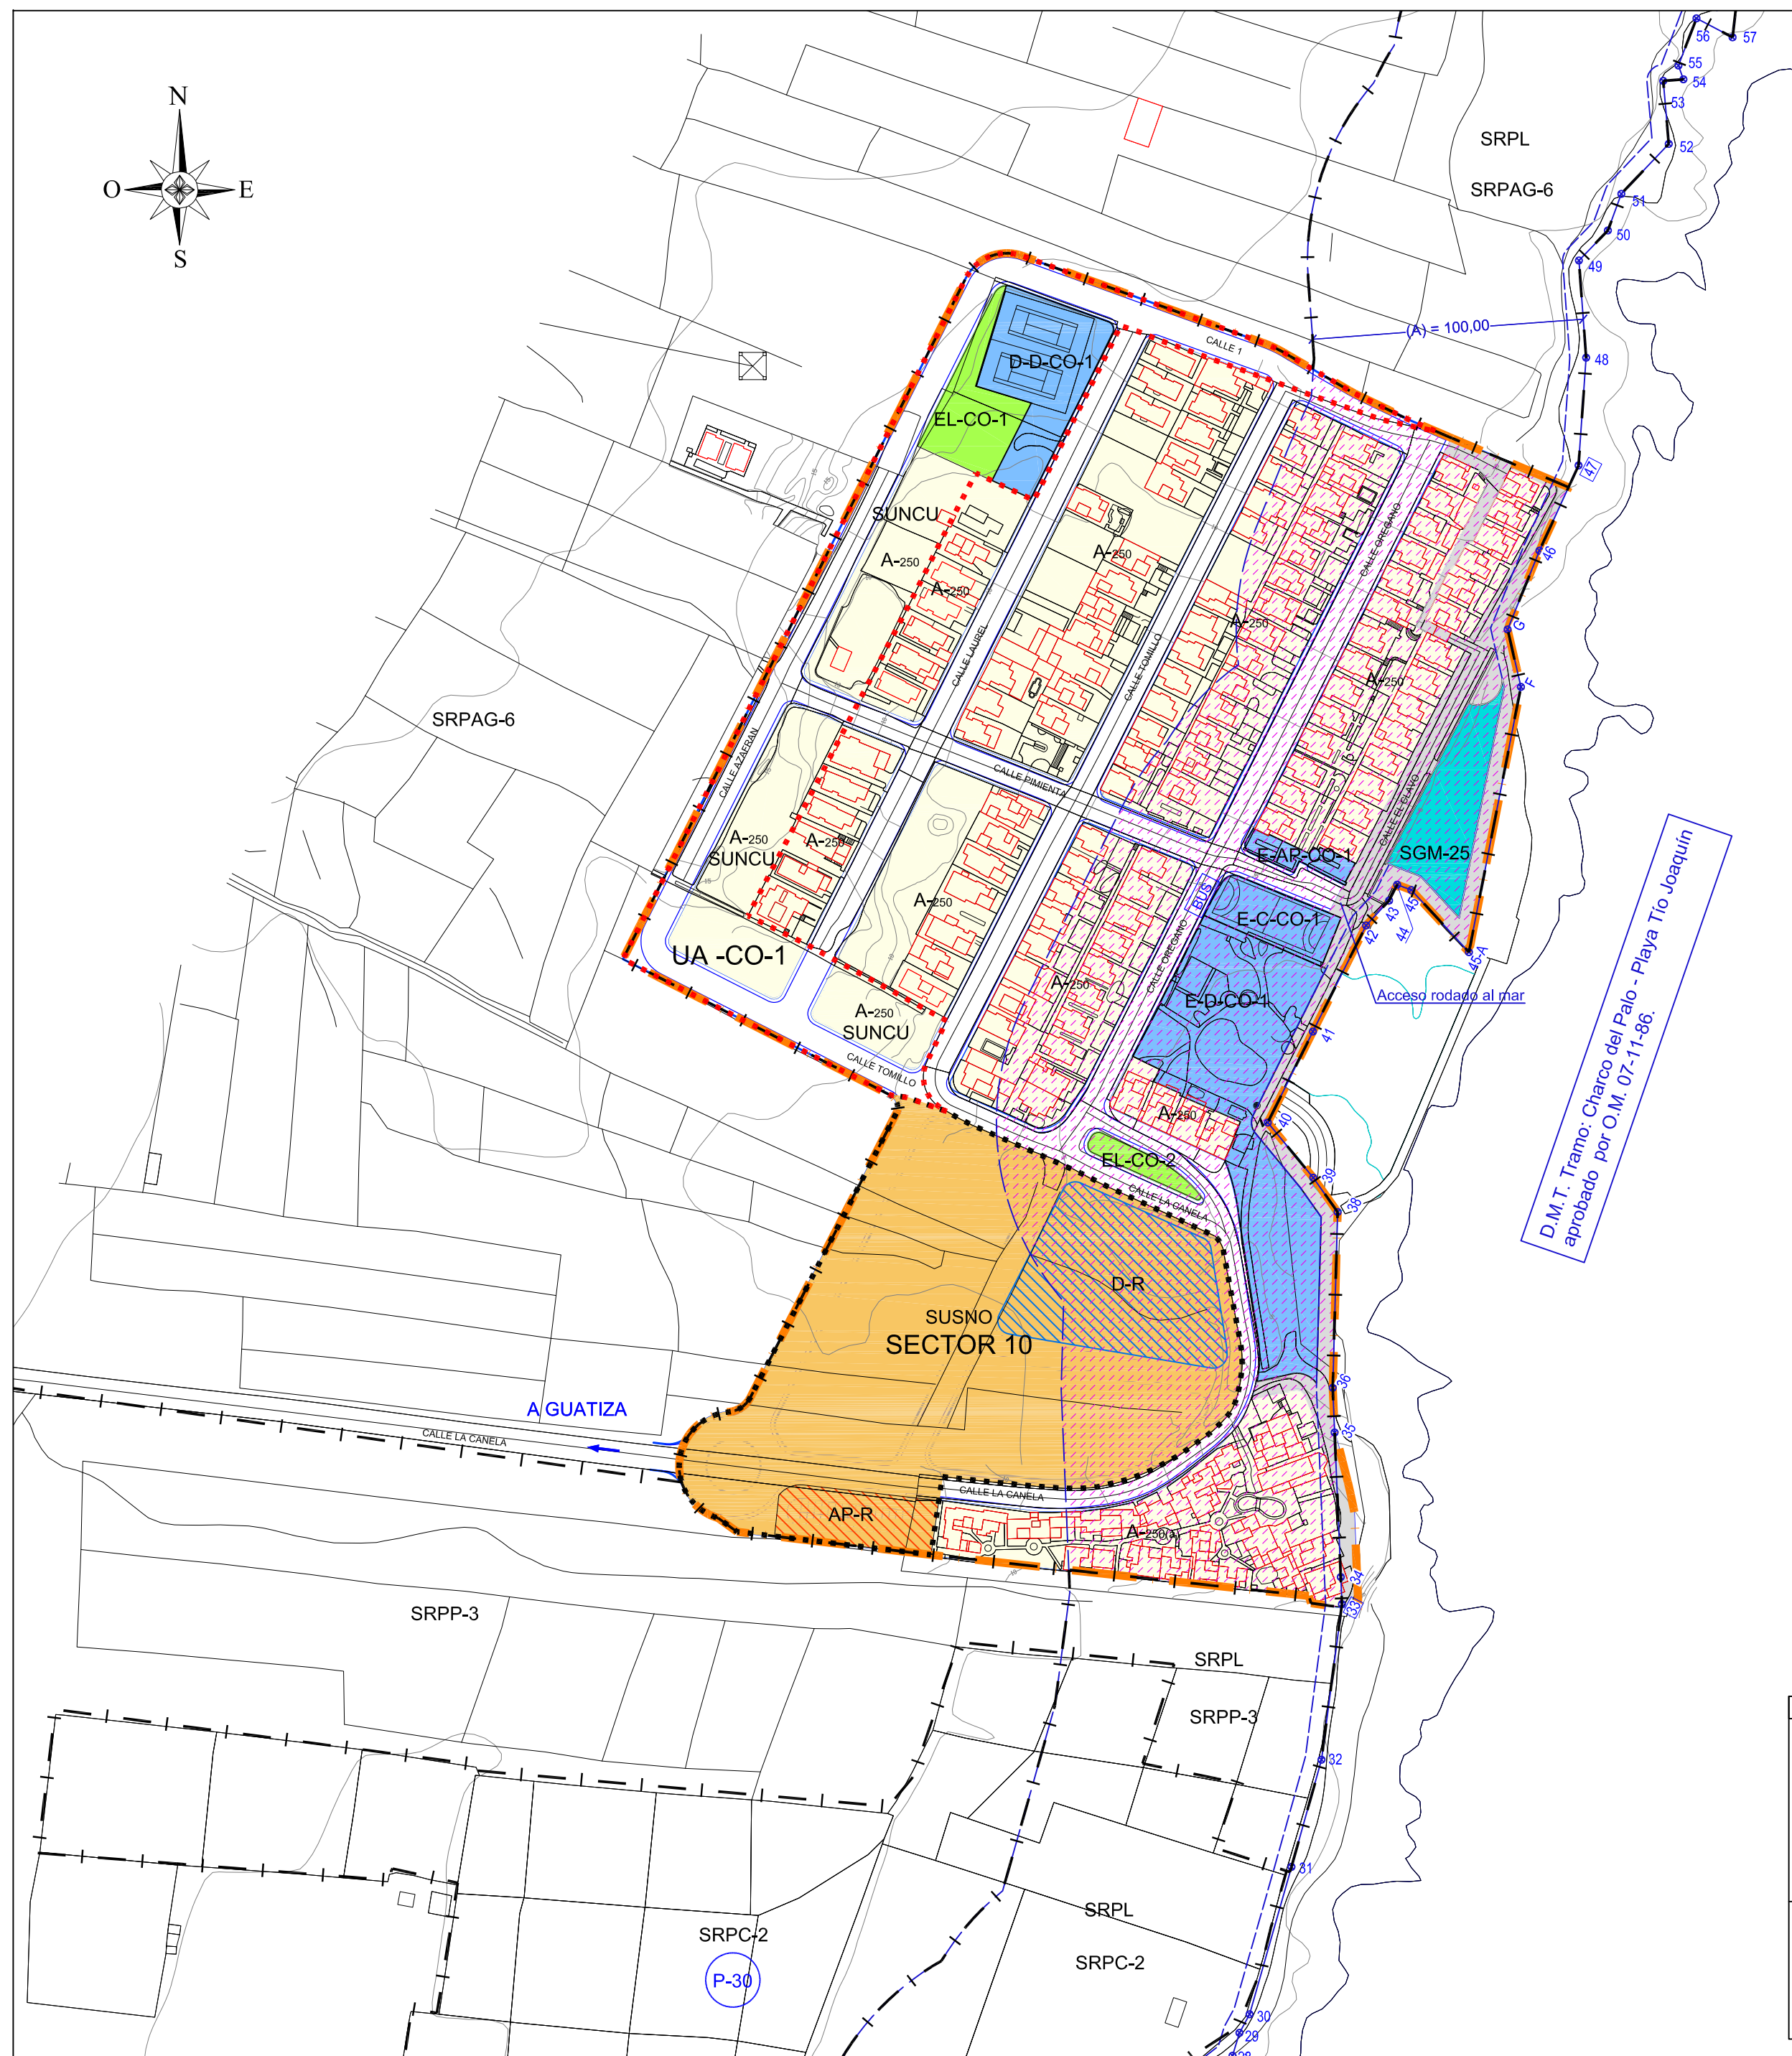 56
57
55
54
53
52
SRPL
SRPAG-6
51
50
49
N
O
E
S
(A) = 100,00
CALLE 1
48
D-D-CO-1
EL-CO-1
47
SUNCU
A-250
A-250
A-250
CALLE OREGANO
46
A-250
G
CALLE LAUREL
CALLE TOMILLO
A-250
F
SRPAG-6
CALLE AZAFRAN
CALLE PIMIENTA
CALLE EL CLAVO
A-250
SUNCU
A-250
E-AP-CO-1
SGM-25
BUS
A-250
E-C-CO-1
43
45
42
44
45-A
UA -CO-1
CALLE OREGANO
A-250
E-D-CO-1
Acceso rodado al mar
D.M.T. Tramo: Charco del Palo - Playa Tío Joaquín
aprobado por O.M. 07-11-86.
A-250
SUNCU
41
CALLE TOMILLO
A-250
40
EL-CO-2
39
CALLE LA CANELA
38
D-R
SUSNO
SECTOR 10
36
A GUATIZA
35
CALLE LA CANELA
CALLE LA CANELA
AP-R
A-250(a)
34
33
SRPP-3
SRPL
SRPP-3
32
31
SRPL
SRPC-2
SRPC-2
P-30
30
29
28